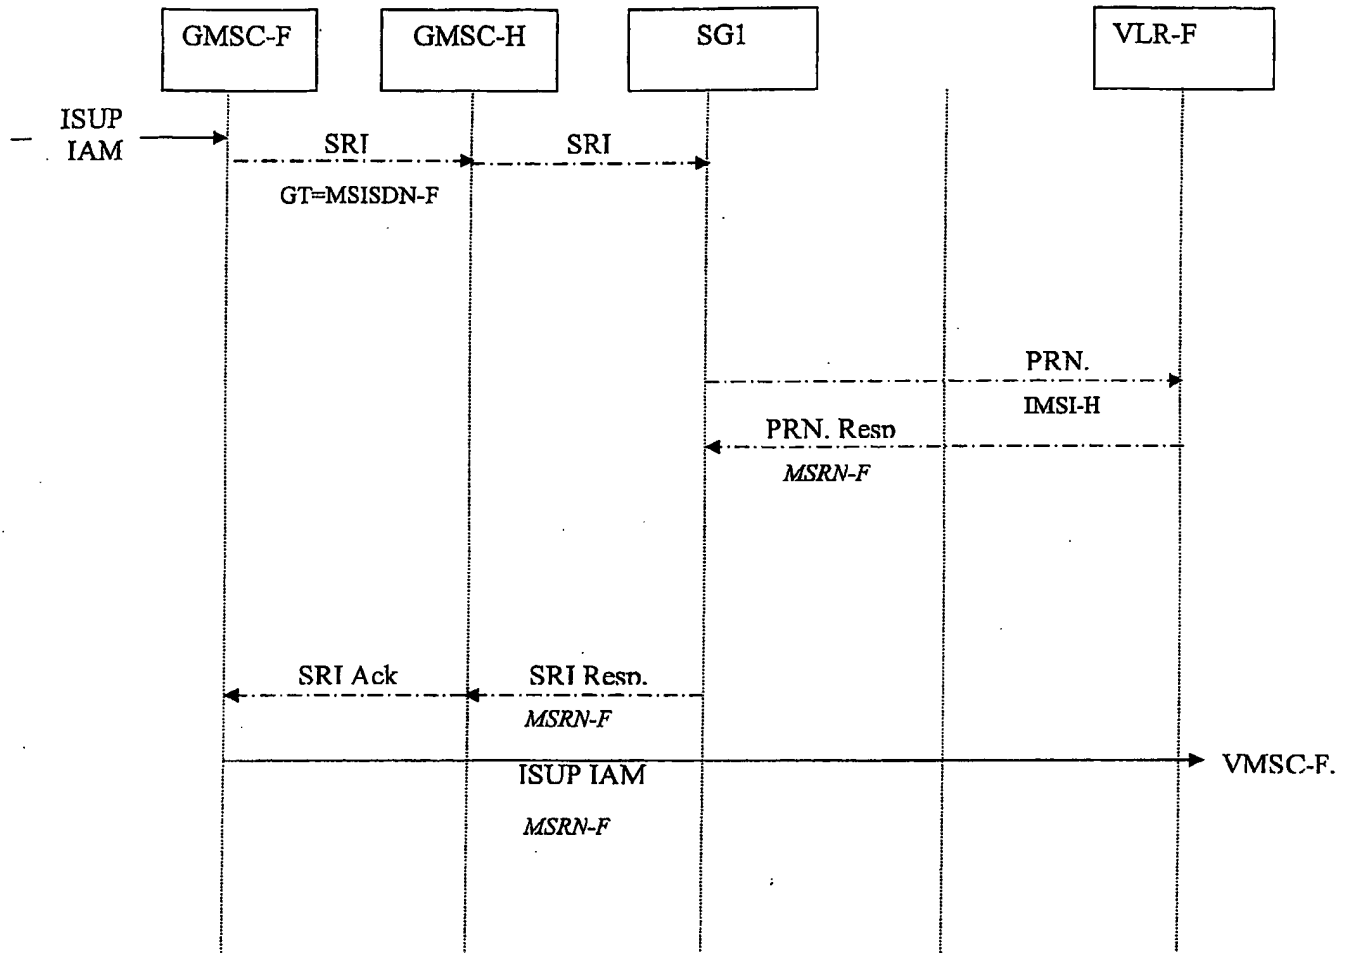 GMSC-F
GMSC-H
SG1
VLR-F
ISUP
IAM
SRI
SRI
GT=MSISDN-F
PRN.
IMSI-H
PRN. Resp
MSRN-F
SRI Ack
SRI Resp.
MSRN-F
ISUP IAM
VMSC-F.
MSRN-F